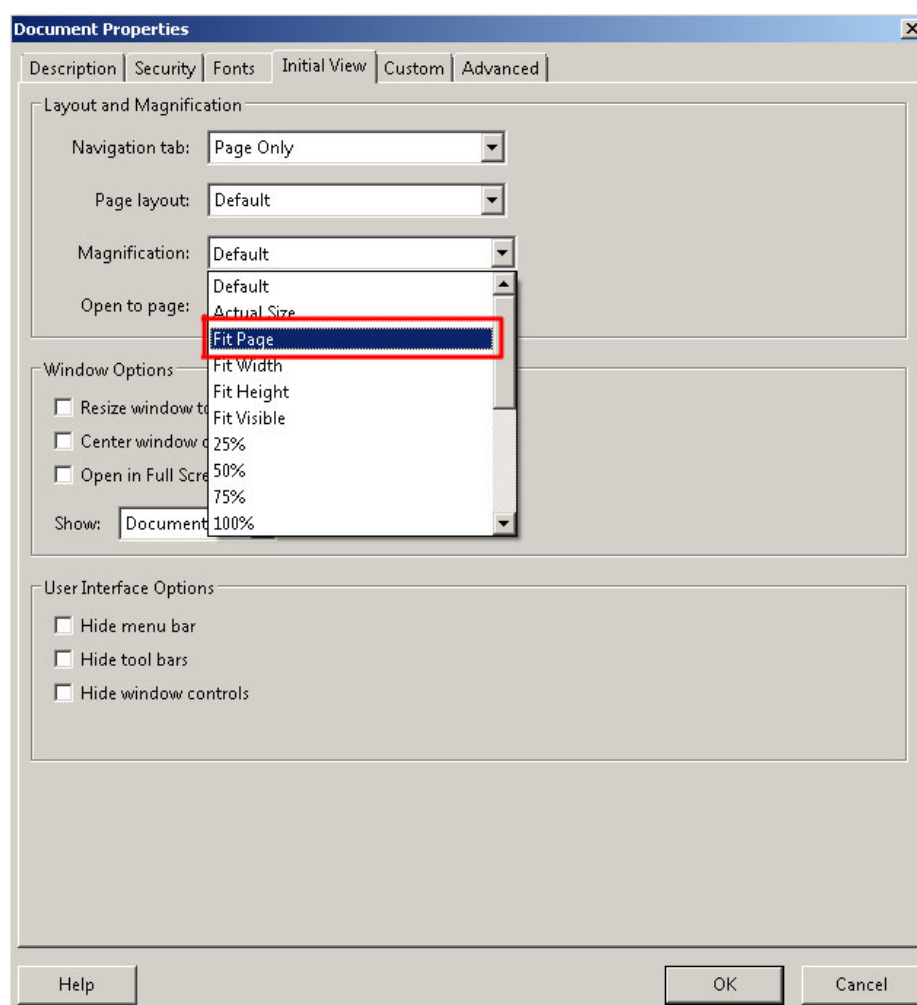 Document Properties
Description Security Fonts Initial View Custom Advanced
Layout and Magnification
Navigation tab: Page Only
Page layout: Default
Magnification: Default
Default
Open to page:
Actual Size
Fit Page
Window Options
Fit Width
Fit Height
Resize window
Fit Visible
Center window
25%
Open in Full
50%
75%
Show: Document
100%
User Interface Options
Hide menu bar
Hide tool bars
Hide window controls
Help OK Cancel